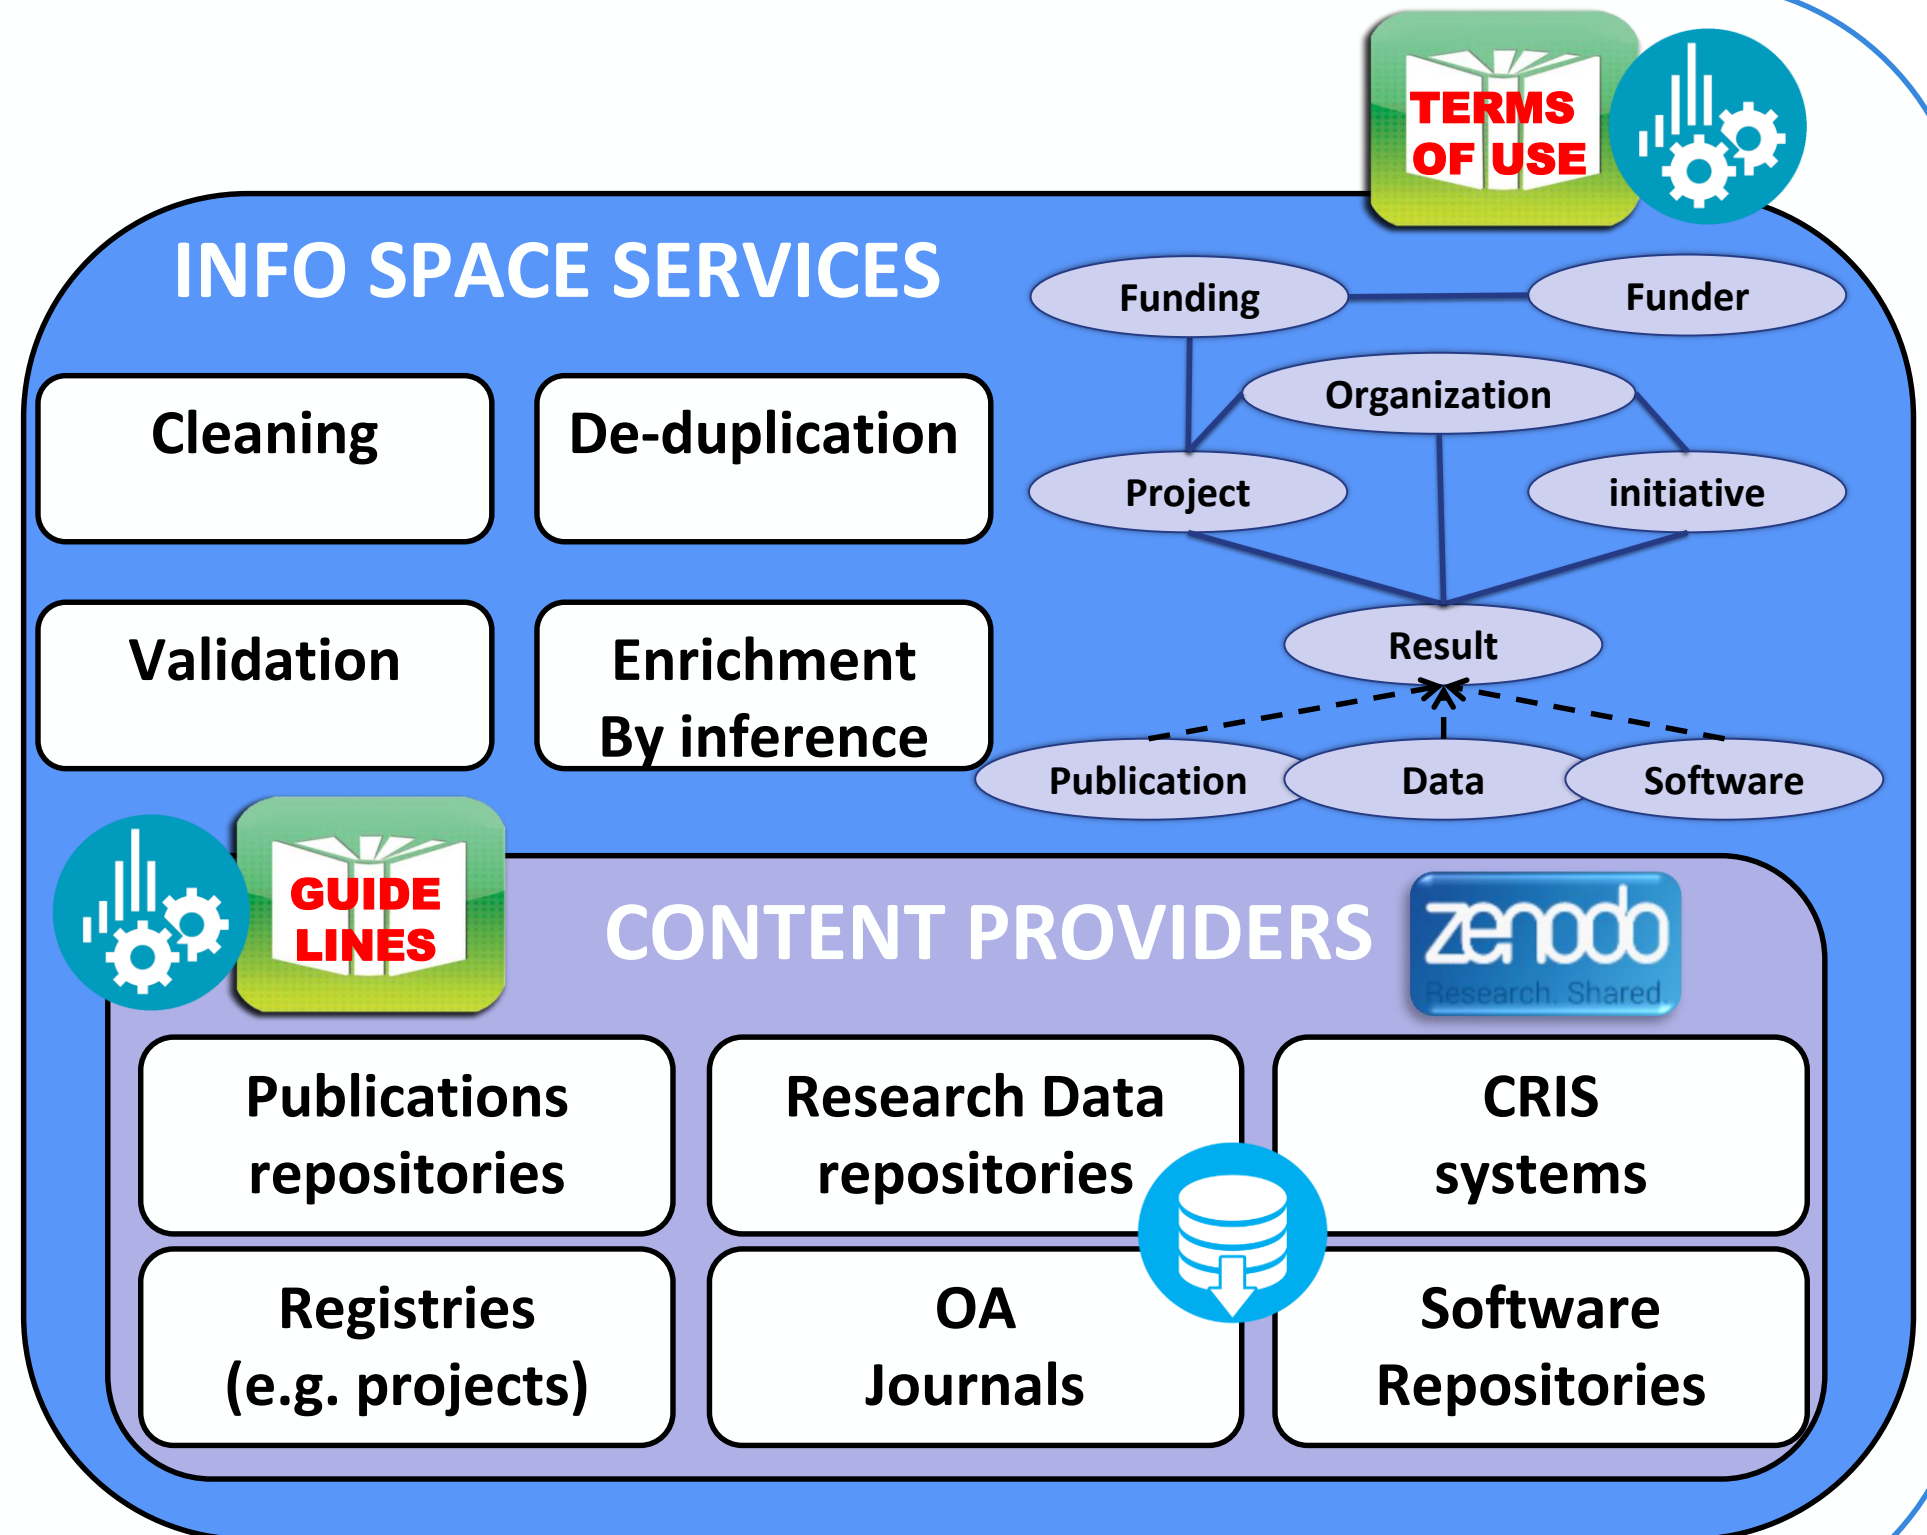 TERMS
OF USE
INFO SPACE SERVICES
Funding
Funder
Organization
Cleaning
De-duplication
Project
initiative
Validation
Enrichment
By inference
Result
Publication
Data
Software
GUIDE
LINES
CONTENT PROVIDERS
zenodo
Research. Shared.
Publications
repositories
Research Data
repositories
CRIS
systems
Registries
(e.g. projects)
OA
Journals
Software
Repositories